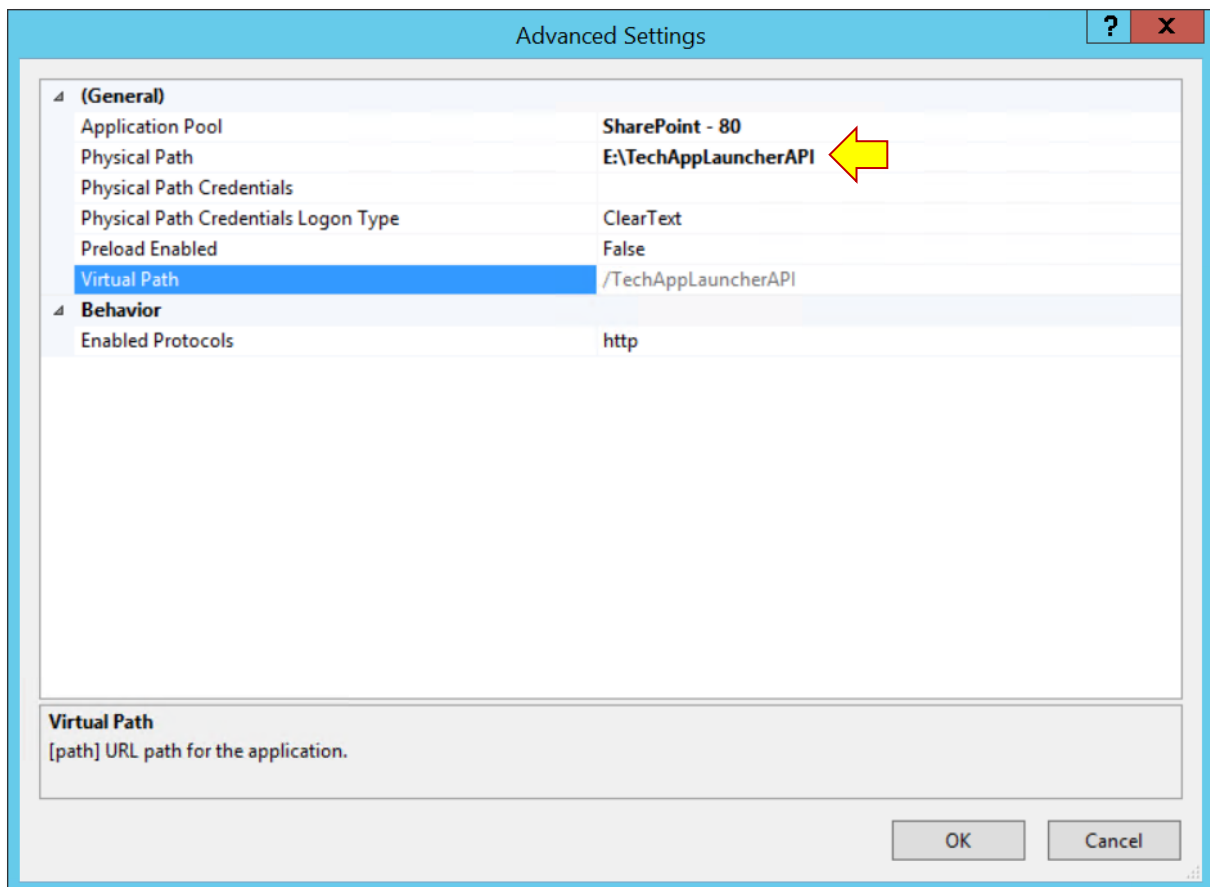 Advanced Settings
? X
(General)
Application Pool SharePoint - 80
Physical Path E:\TechAppLauncherAPI
Physical Path Credentials
Physical Path Credentials Logon Type ClearText
Preload Enabled False
Virtual Path /TechAppLauncherAPI
Behavior
Enabled Protocols http
Virtual Path
[path] URL path for the application.
OK Cancel